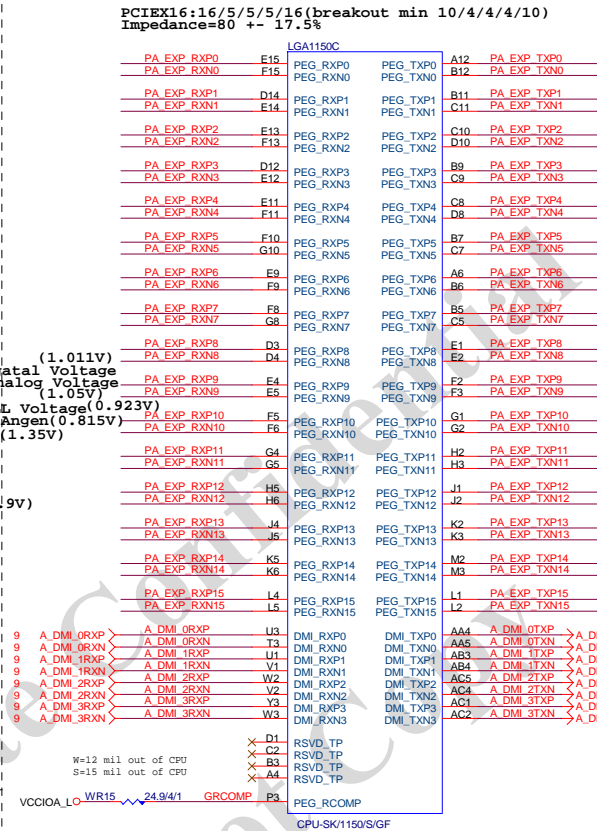 PCIEX16:16/5/5/5/16(breakout min 10/4/4/4/10)
Impedance=80 +- 17.5%
LGA1150C
PA_EXP_RXP0 E15 PEG_RXP0 PEG_TXP0 A12 PA_EXP_TXP0
PA_EXP_RXN0 F15 PEG_RXN0 PEG_TXN0 B12 PA_EXP_TXN0
PA_EXP_RXP1 D14 PEG_RXP1 PEG_TXP1 B11 PA_EXP_TXP1
PA_EXP_RXN1 E14 PEG_RXN1 PEG_TXN1 C11 PA_EXP_TXN1
PA_EXP_RXP2 E13 PEG_RXP2 PEG_TXP2 C10 PA_EXP_TXP2
PA_EXP_RXN2 F13 PEG_RXN2 PEG_TXN2 D10 PA_EXP_TXN2
PA_EXP_RXP3 D12 PEG_RXP3 PEG_TXP3 B9 PA_EXP_TXP3
PA_EXP_RXN3 E12 PEG_RXN3 PEG_TXN3 C9 PA_EXP_TXN3
PA_EXP_RXP4 E11 PEG_RXP4 PEG_TXP4 C8 PA_EXP_TXP4
PA_EXP_RXN4 F11 PEG_RXN4 PEG_TXN4 D8 PA_EXP_TXN4
PA_EXP_RXP5 F10 PEG_RXP5 PEG_TXP5 B7 PA_EXP_TXP5
PA_EXP_RXN5 G10 PEG_RXN5 PEG_TXN5 C7 PA_EXP_TXN5
PA_EXP_RXP6 E9 PEG_RXP6 PEG_TXP6 A6 PA_EXP_TXP6
PA_EXP_RXN6 F9 PEG_RXN6 PEG_TXN6 B6 PA_EXP_TXN6
PA_EXP_RXP7 F8 PEG_RXP7 PEG_TXP7 B5 PA_EXP_TXP7
PA_EXP_RXN7 G8 PEG_RXN7 PEG_TXN7 C5 PA_EXP_TXN7
PA_EXP_RXP8 D3 PEG_RXP8 PEG_TXP8 E1 PA_EXP_TXP8
(1.011V) PA_EXP_RXN8 D4 PEG_RXN8 PEG_TXN8 E2 PA_EXP_TXN8
atal Voltage
alog Voltage PA_EXP_RXP9 E4 PEG_RXP9 PEG_TXP9 F2 PA_EXP_TXP9
(1.05V) PA_EXP_RXN9 E5 PEG_RXN9 PEG_TXN9 F3 PA_EXP_TXN9
L Voltage(0.923V)
Angen(0.815V) PA_EXP_RXP10 F5 PEG_RXP10 PEG_TXP10 G1 PA_EXP_TXP10
(1.35V) PA_EXP_RXN10 F6 PEG_RXN10 PEG_TXN10 G2 PA_EXP_TXN10
PA_EXP_RXP11 G4 PEG_RXP11 PEG_TXP11 H2 PA_EXP_TXP11
PA_EXP_RXN11 G5 PEG_RXN11 PEG_TXN11 H3 PA_EXP_TXN11
PA_EXP_RXP12 H5 PEG_RXP12 PEG_TXP12 J1 PA_EXP_TXP12
.9V) PA_EXP_RXN12 H6 PEG_RXN12 PEG_TXN12 J2 PA_EXP_TXN12
PA_EXP_RXP13 J4 PEG_RXP13 PEG_TXP13 K2 PA_EXP_TXP13
PA_EXP_RXN13 J5 PEG_RXN13 PEG_TXN13 K3 PA_EXP_TXN13
PA_EXP_RXP14 K5 PEG_RXP14 PEG_TXP14 M2 PA_EXP_TXP14
PA_EXP_RXN14 K6 PEG_RXN14 PEG_TXN14 M3 PA_EXP_TXN14
PA_EXP_RXP15 L4 PEG_RXP15 PEG_TXP15 L1 PA_EXP_TXP15
PA_EXP_RXN15 L5 PEG_RXN15 PEG_TXN15 L2 PA_EXP_TXN15
9 A_DMI_0RXP A_DMI_0RXP U3 DMI_RXP0 DMI_TXP0 AA4 A_DMI_0TXP A_D
9 A_DMI_0RXN A_DMI_0RXN T3 DMI_RXN0 DMI_TXN0 AA5 A_DMI_0TXN A_D
9 A_DMI_1RXP A_DMI_1RXP U1 DMI_RXP1 DMI_TXP1 AB3 A_DMI_1TXP A_D
9 A_DMI_1RXN A_DMI_1RXN V1 DMI_RXN1 DMI_TXN1 AB4 A_DMI_1TXN A_D
9 A_DMI_2RXP A_DMI_2RXP W2 DMI_RXP2 DMI_TXP2 AC5 A_DMI_2TXP A_D
9 A_DMI_2RXN A_DMI_2RXN V2 DMI_RXN2 DMI_TXN2 AC4 A_DMI_2TXN A_D
9 A_DMI_3RXP A_DMI_3RXP Y3 DMI_RXP3 DMI_TXP3 AC1 A_DMI_3TXP A_D
9 A_DMI_3RXN A_DMI_3RXN W3 DMI_RXN3 DMI_TXN3 AC2 A_DMI_3TXN A_D
D1 RSVD_TP
C2 RSVD_TP
W=12 mil out of CPU B3 RSVD_TP
S=15 mil out of CPU A4 RSVD_TP
VCCIOA_L WR15 24.9/4/1 GRCOMP P3 PEG_RCOMP
CPU-SK/1150/S/GF
Confidential
Copy